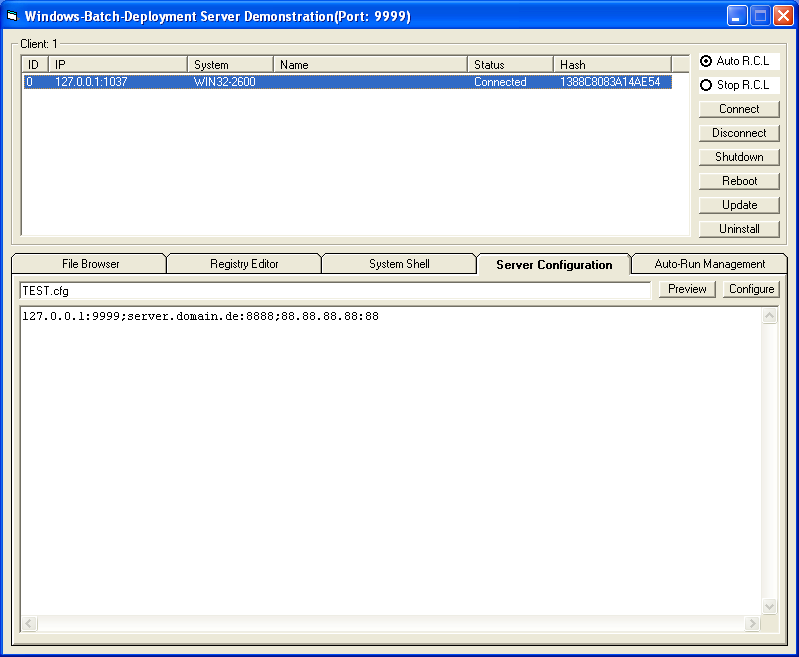 Windows-Batch-Deployment Server Demonstration(Port: 9999)
Client: 1
ID IP System Name Status Hash
0 127.0.0.1:1037 WIN32-2600 Connected 1388C8083A14AE54
Auto R.C.L
Stop R.C.L
Connect
Disconnect
Shutdown
Reboot
Update
Uninstall
File Browser Registry Editor System Shell Server Configuration Auto-Run Management
TEST.cfg Preview Configure
127.0.0.1:9999;server.domain.de:8888;88.88.88.88:88